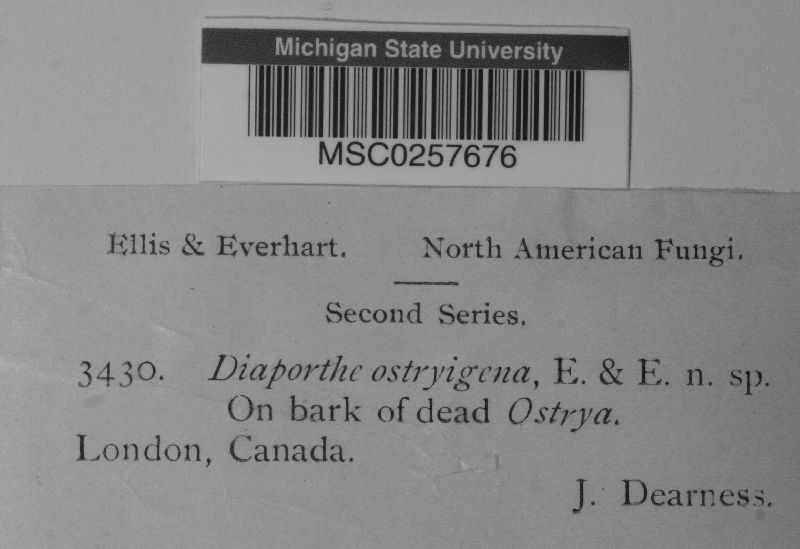 Michigan State University
MSC0257676
Ellis & Everhart. North American Fungi.
Second Series.
3430. Diaporthe ostryigena, E. & E. n. sp.
On bark of dead Ostrya.
London, Canada.
J. Dearness.